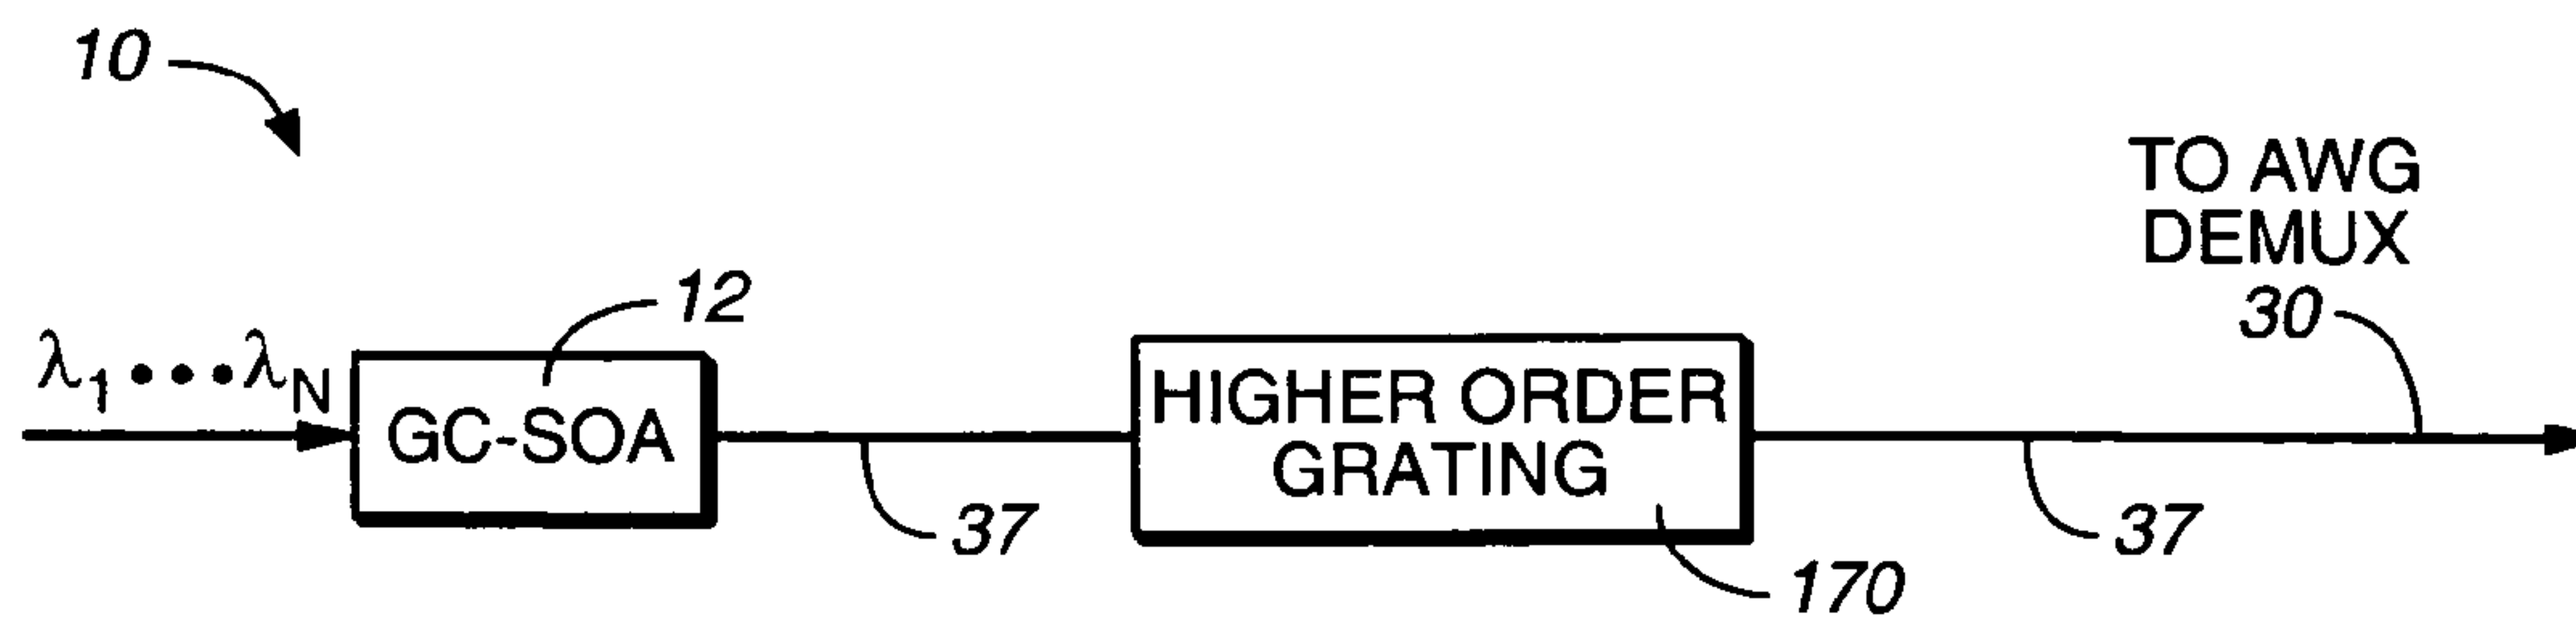 10
TO AWG
DEMUX
30
12
λ1•••λN
GC-SOA
HIGHER ORDER
GRATING
37
37
170